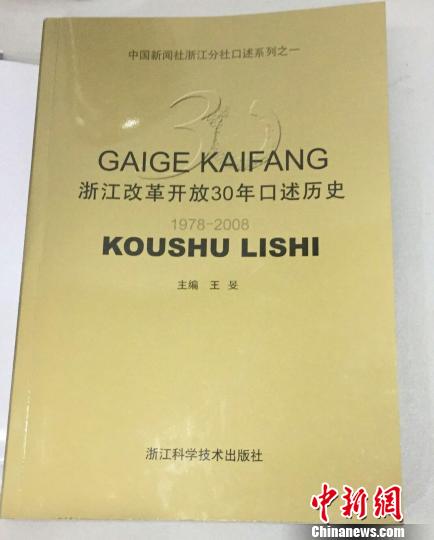 中国新闻社浙江分社口述系列之一
30
GAIGE KAIFANG
浙江改革开放30年口述历史
1978-2008
KOUSHU LISHI
主编 王 旻
浙江科学技术出版社
中新网
Chinanews.com